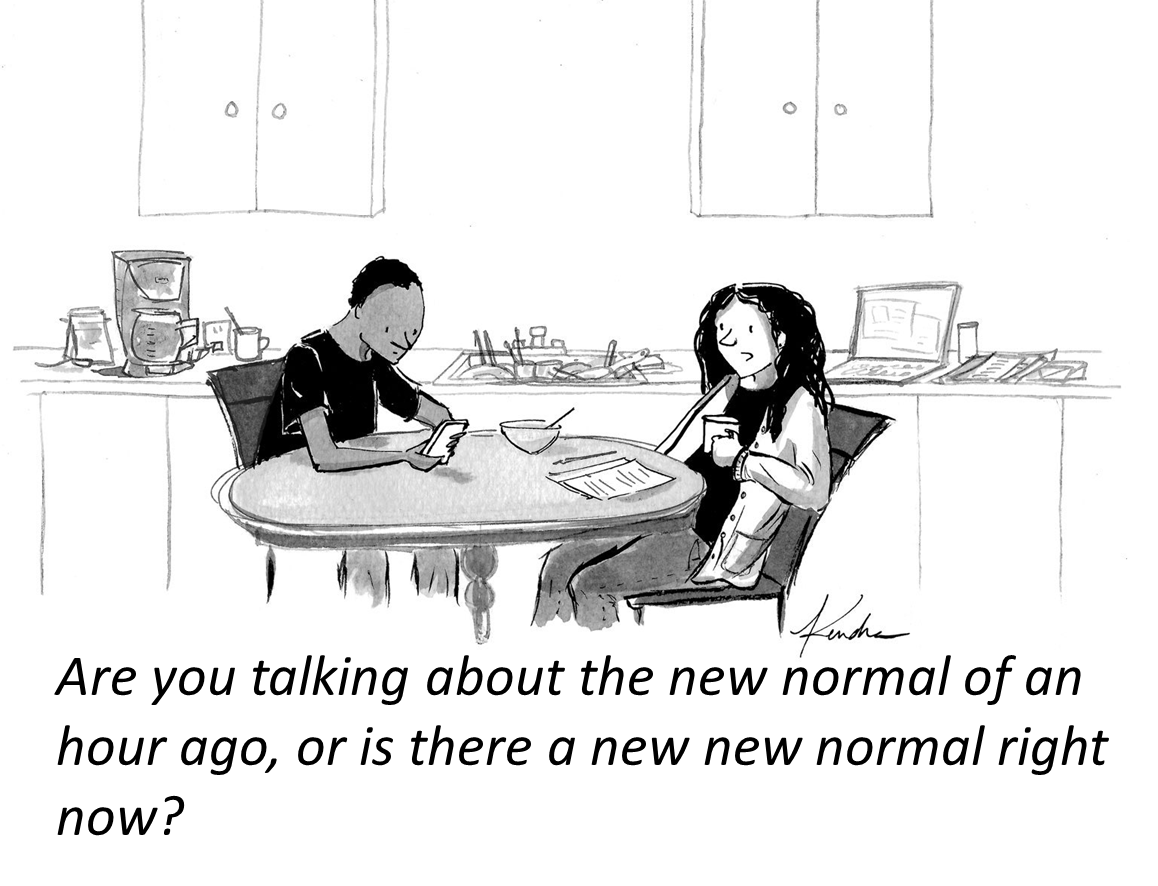 Kendra
Are you talking about the new normal of an
hour ago, or is there a new new normal right
now?